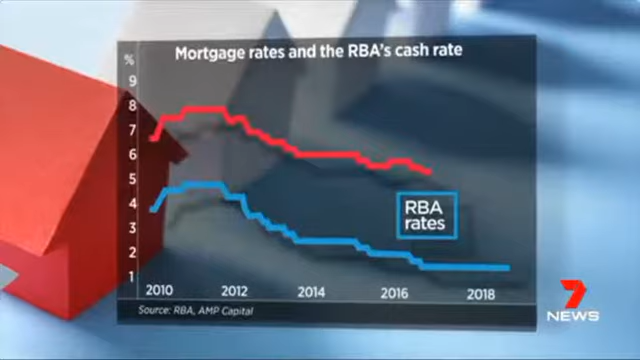 Mortgage rates and the RBA's cash rate
%
9
8
7
6
5
4
3
2
1
RBA
rates
2010 2012 2014 2016 2018
Source: RBA, AMP Capital
7
NEWS